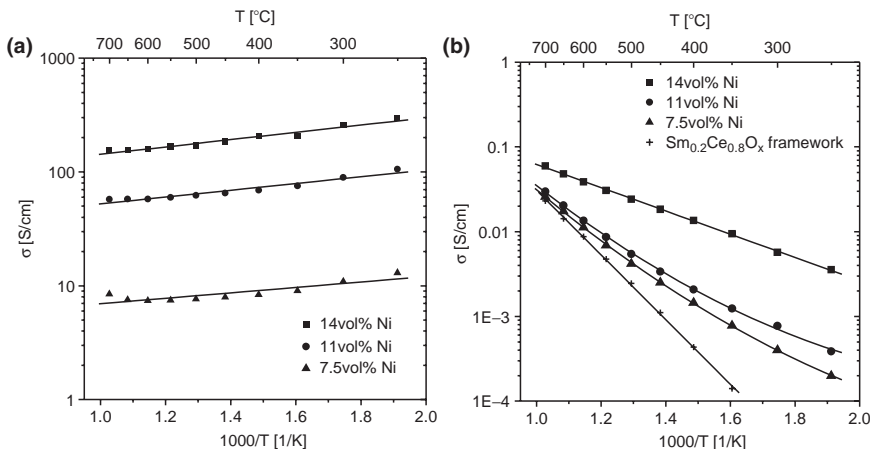 (a)
T [°C]
700 600 500 400 300
1000
100
10
1
σ [S/cm]
14vol% Ni
11vol% Ni
7.5vol% Ni
1.0 1.2 1.4 1.6 1.8 2.0
1000/T [1/K]
(b)
T [°C]
700 600 500 400 300
1
0.1
0.01
1E−3
1E−4
σ [S/cm]
14vol% Ni
11vol% Ni
7.5vol% Ni
Sm0.2Ce0.8Ox framework
1.0 1.2 1.4 1.6 1.8 2.0
1000/T [1/K]